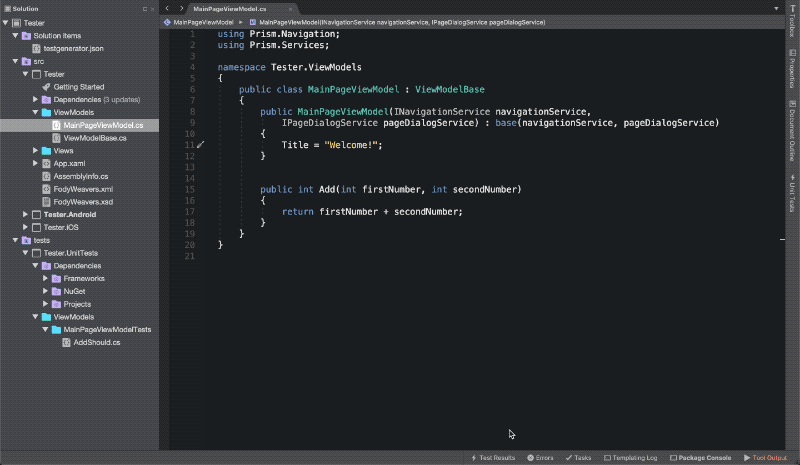 Solution
MainPageViewModel.cs
Tester
MainPageViewModel
MainPageViewModel(INavigationService navigationService, IPageDialogService pageDialogService)
Solution Items
testgenerator.json
src
Tester
Getting Started
Dependencies (3 updates)
ViewModels
MainPageViewModel.cs
ViewModelBase.cs
Views
App.xaml
AssemblyInfo.cs
FodyWeavers.xml
FodyWeavers.xsd
Tester.Android
Tester.iOS
tests
Tester.UnitTests
Dependencies
Frameworks
NuGet
Projects
ViewModels
MainPageViewModelTests
AddShould.cs
1 using Prism.Navigation;
2 using Prism.Services;
3
4 namespace Tester.ViewModels
5 {
6 public class MainPageViewModel : ViewModelBase
7 {
8 public MainPageViewModel(INavigationService navigationService,
9 IPageDialogService pageDialogService) : base(navigationService, pageDialogService)
10 {
11 Title = "Welcome!";
12 }
13
14
15 public int Add(int firstNumber, int secondNumber)
16 {
17 return firstNumber + secondNumber;
18 }
19 }
20 }
21
Toolbox
Properties
Document Outline
Unit Tests
Test Results
Errors
Tasks
Templating Log
Package Console
Tool Output